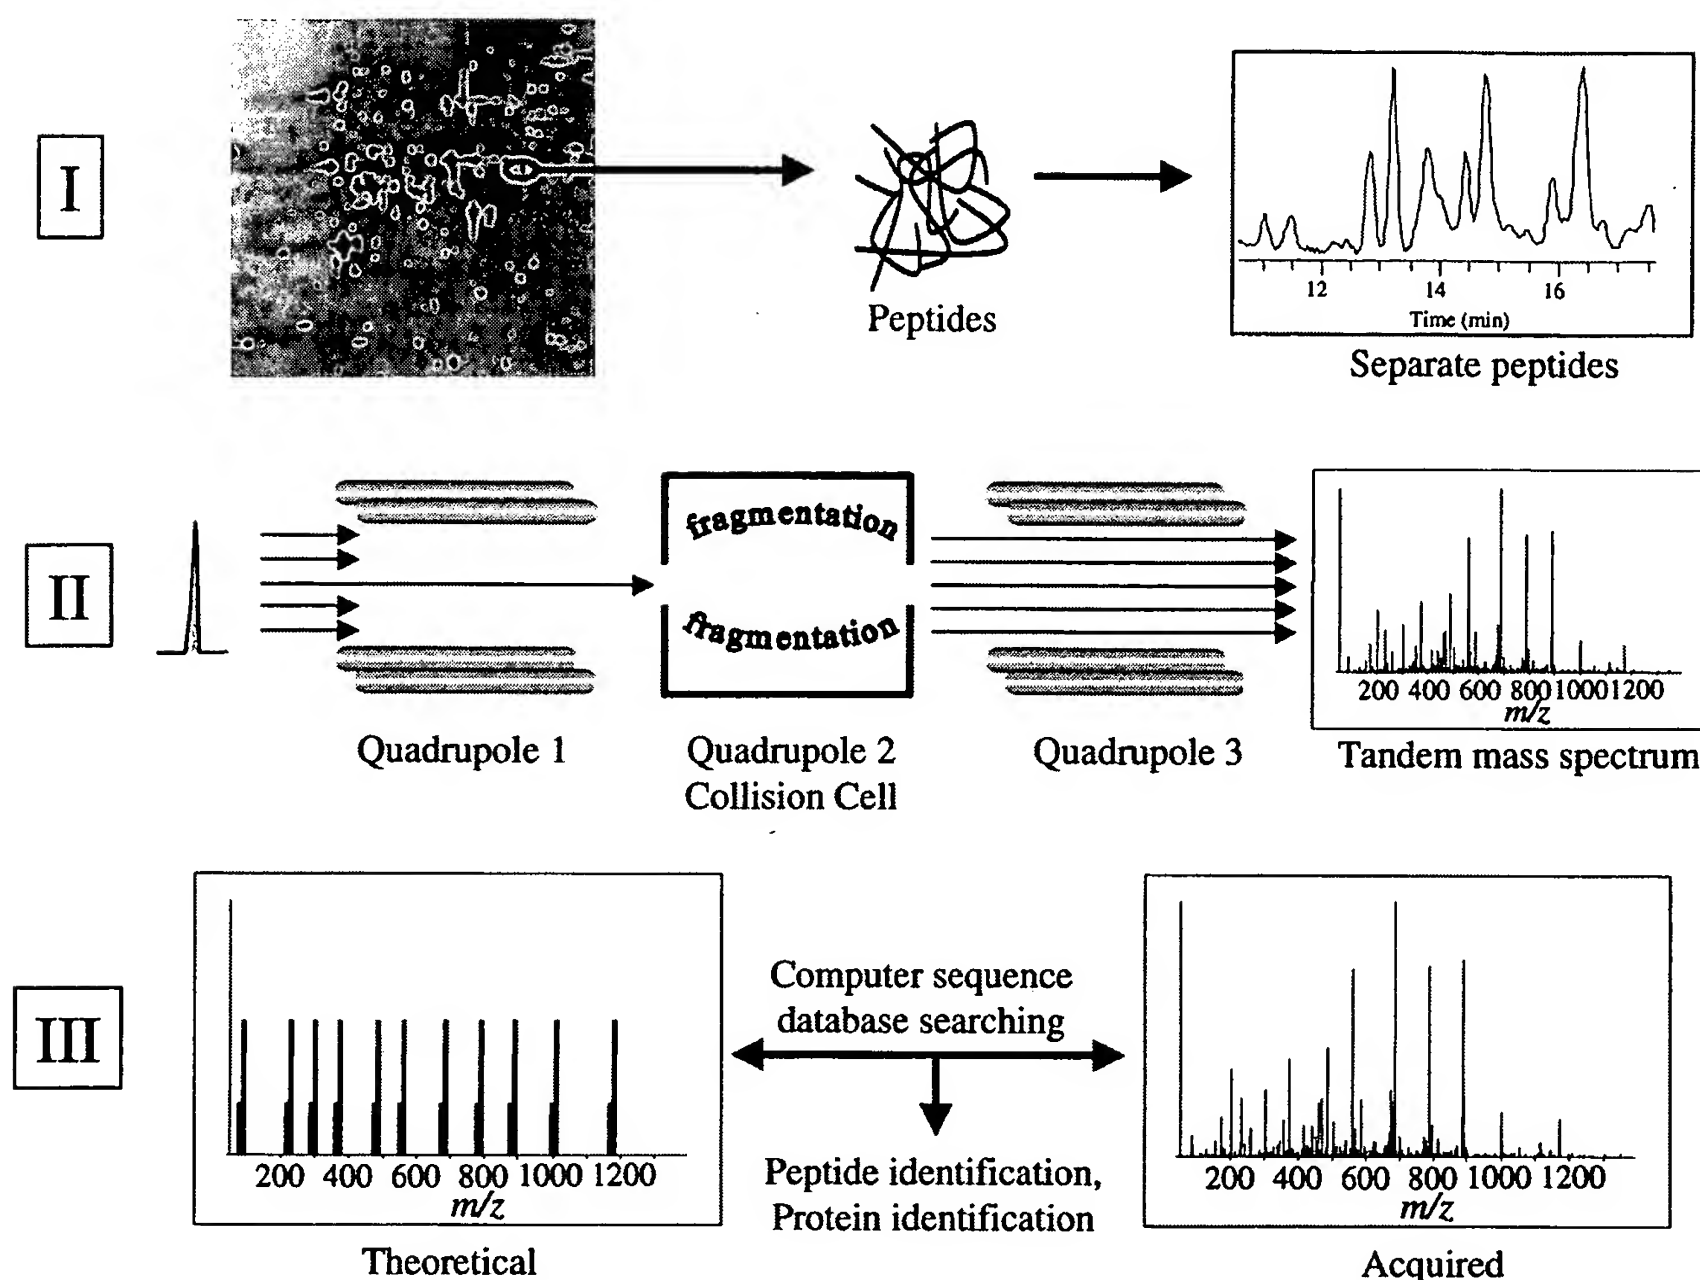 I
Peptides
12 14 16
Time (min)
Separate peptides
II
fragmentation
fragmentation
200 400 600 800 1000 1200
m/z
Quadrupole 1
Quadrupole 2
Collision Cell
Quadrupole 3
Tandem mass spectrum
III
200 400 600 800 1000 1200
m/z
Theoretical
Computer sequence
database searching
Peptide identification,
Protein identification
200 400 600 800 1000 1200
m/z
Acquired